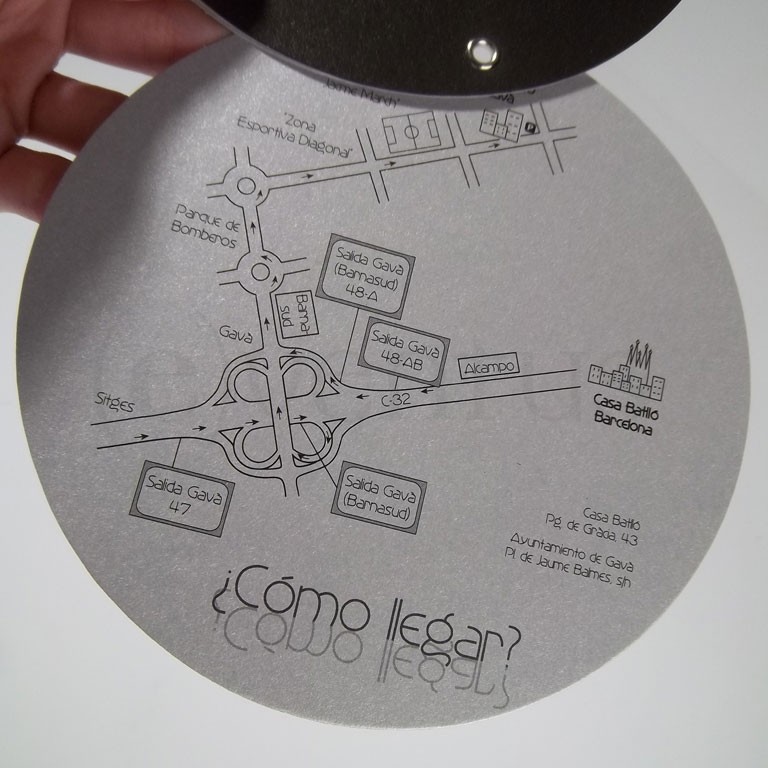 Jaume March"
"Zona
Esportiva Diagonal"
Parque de
Bomberos
Salida Gavà
(Barnasud)
48-A
Barna
sud
Gavà
Salida Gavà
48-AB
Alcampo
C-32
Sitges
Casa Batlló
Barcelona
Salida Gavà
47
Salida Gavà
(Barnasud)
Casa Batlló
Pg. de Gràcia, 43
Ayuntamiento de Gavà
Pl. de Jaume Balmes, s/n
¿Cómo llegar?